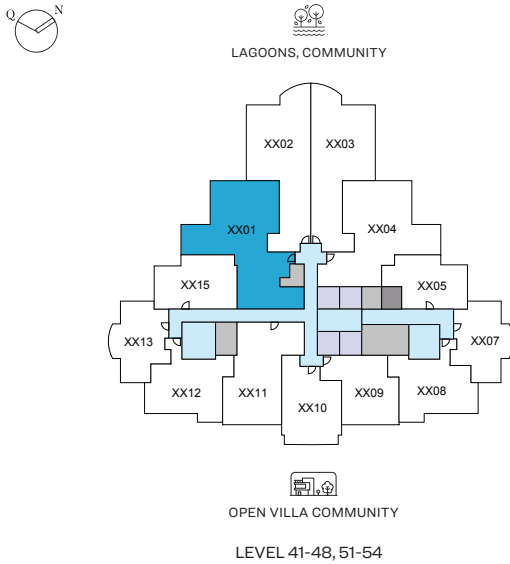 Q N
LAGOONS, COMMUNITY
XX02 XX03
XX01 XX04
XX15 XX05
XX13 XX07
XX12 XX11 XX10 XX09 XX08
OPEN VILLA COMMUNITY
LEVEL 41-48, 51-54